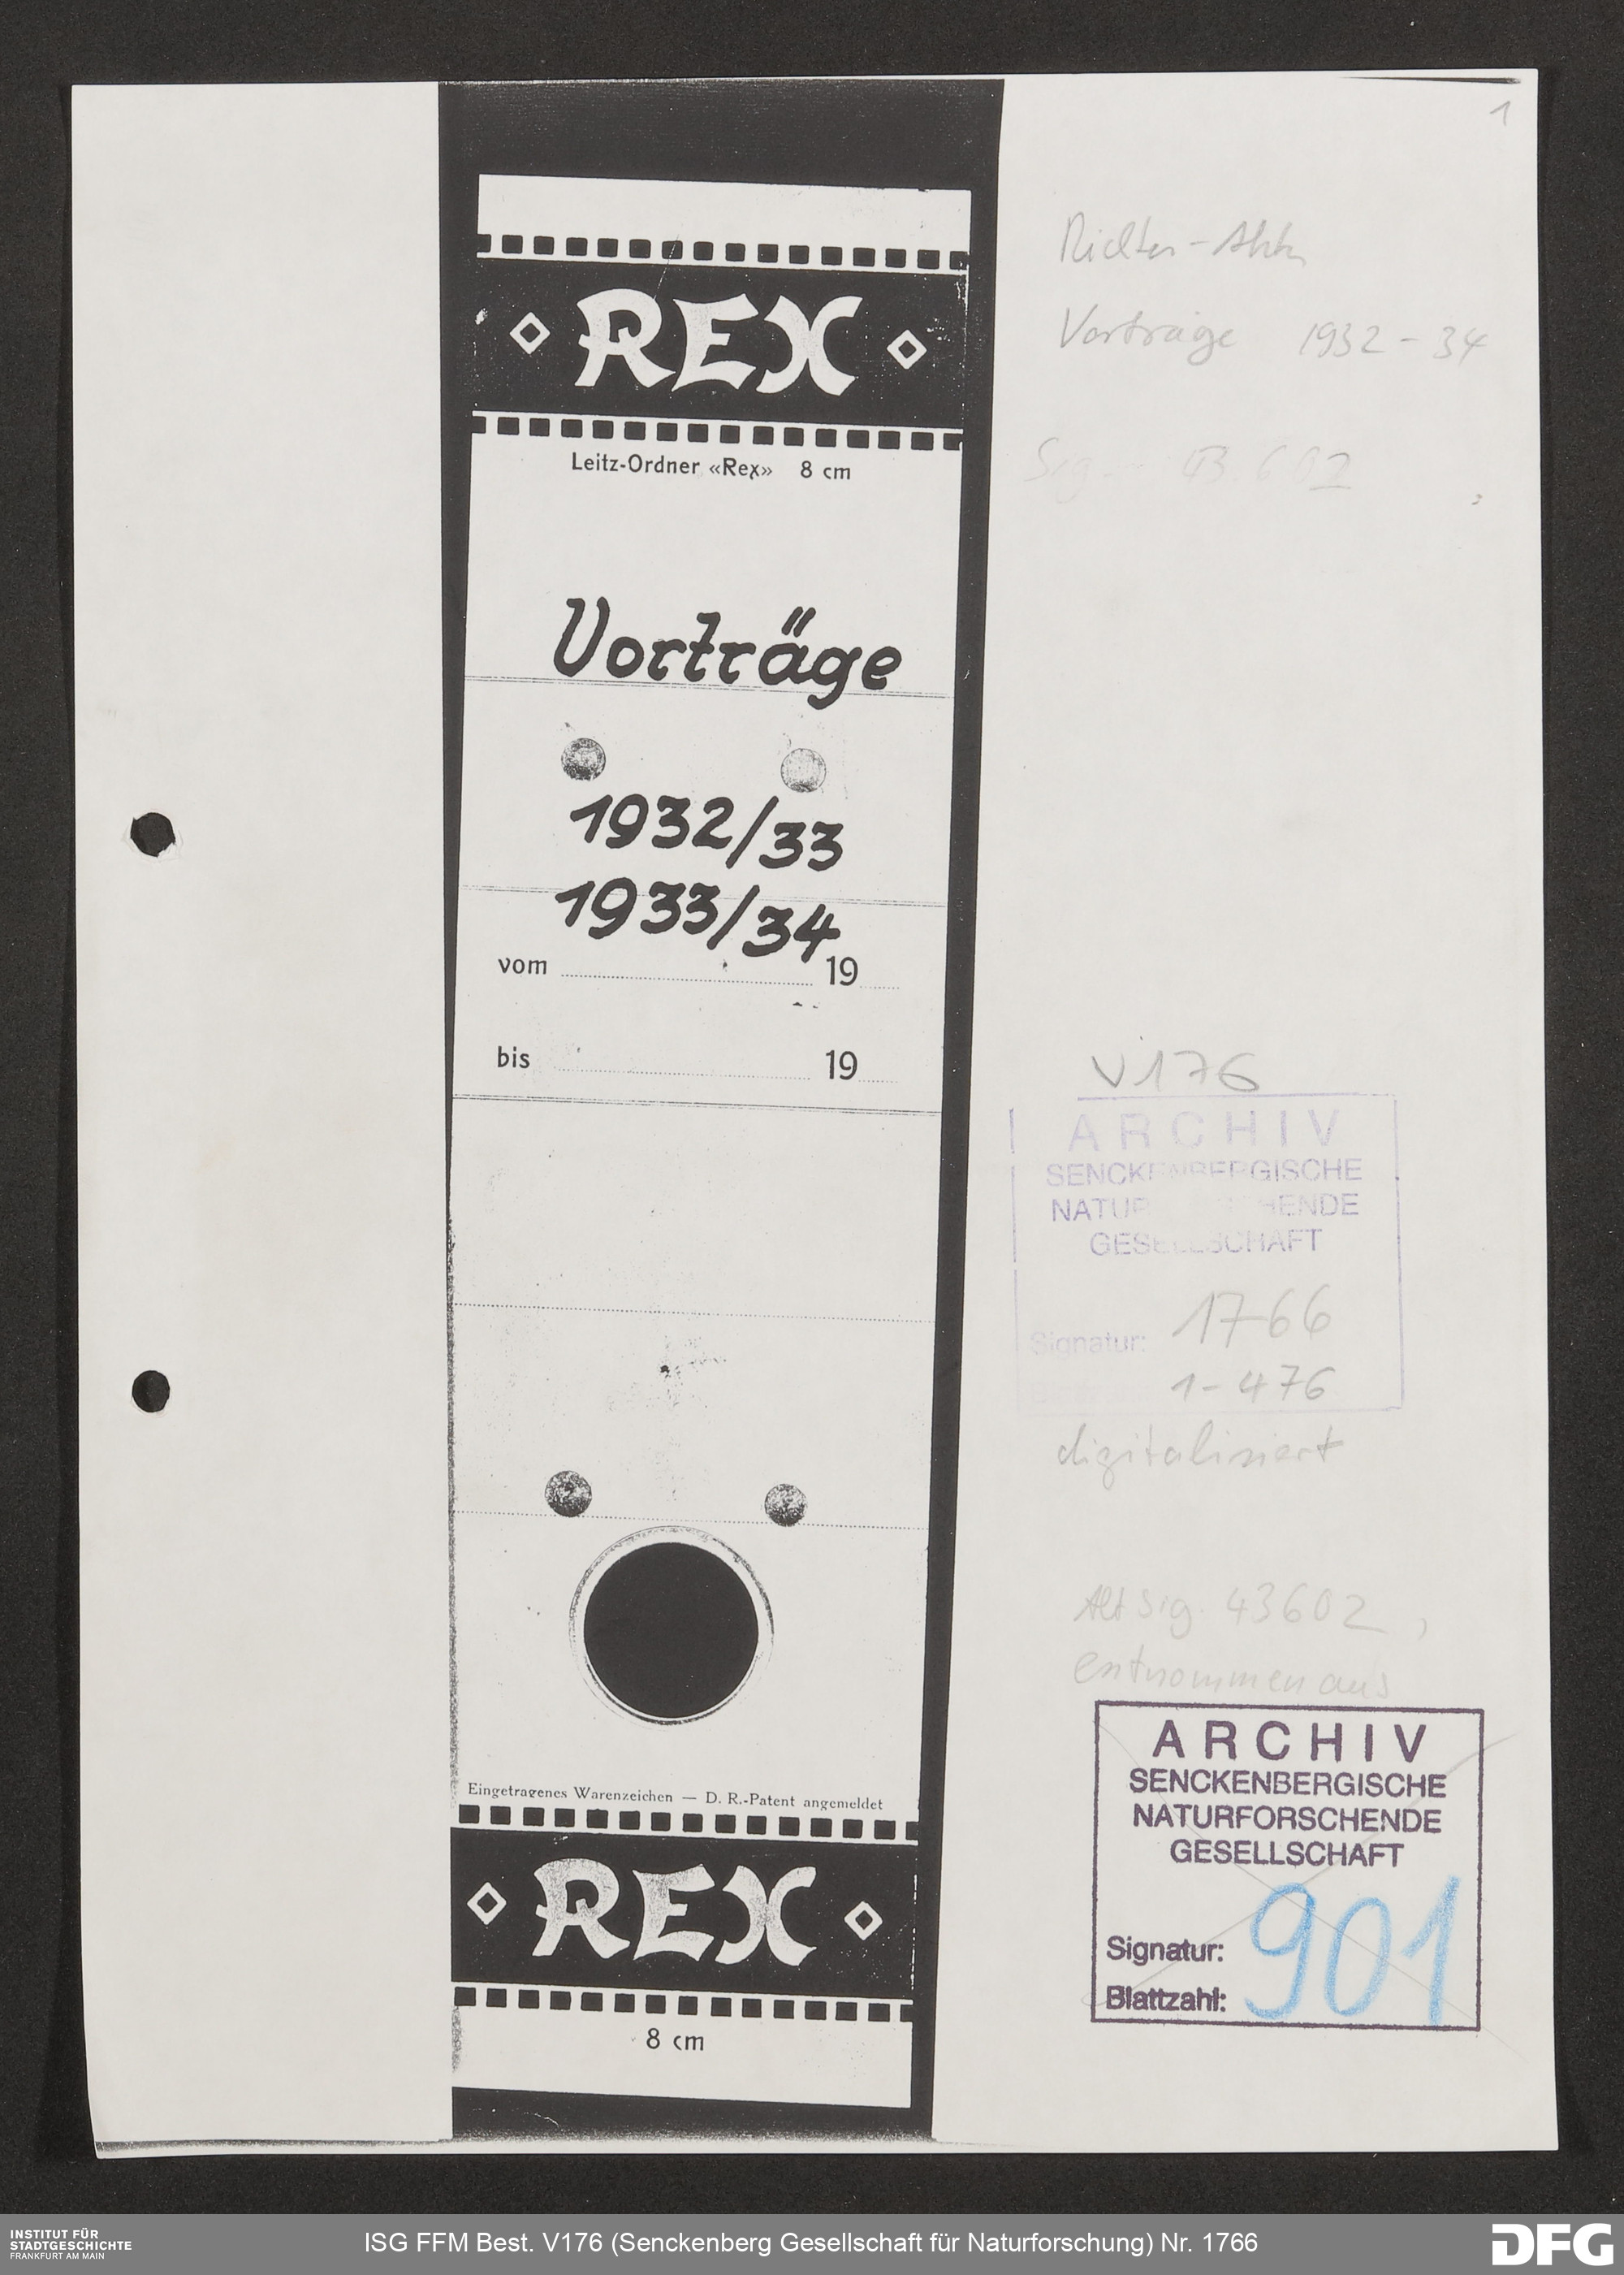 1
REX
Leitz-Ordner «Rex» 8 cm
Vorträge
1932/33
1933/34
vom 19
bis 19
Eingetragenes Warenzeichen — D. R.-Patent angemeldet
REX
8 cm
Richter-
Vorträge 1932-34
Sig.
V176
ARCHIV
SENCKENBERGISCHE
NATURFORSCHENDE
GESELLSCHAFT
Signatur: 1766
1-476
digitalisiert
Alt Sig. 43602,
entnommen aus
ARCHIV
SENCKENBERGISCHE
NATURFORSCHENDE
GESELLSCHAFT
Signatur: 901
Blattzahl:
INSTITUT FÜR
STADTGESCHICHTE
FRANKFURT AM MAIN
ISG FFM Best. V176 (Senckenberg Gesellschaft für Naturforschung) Nr. 1766
DFG